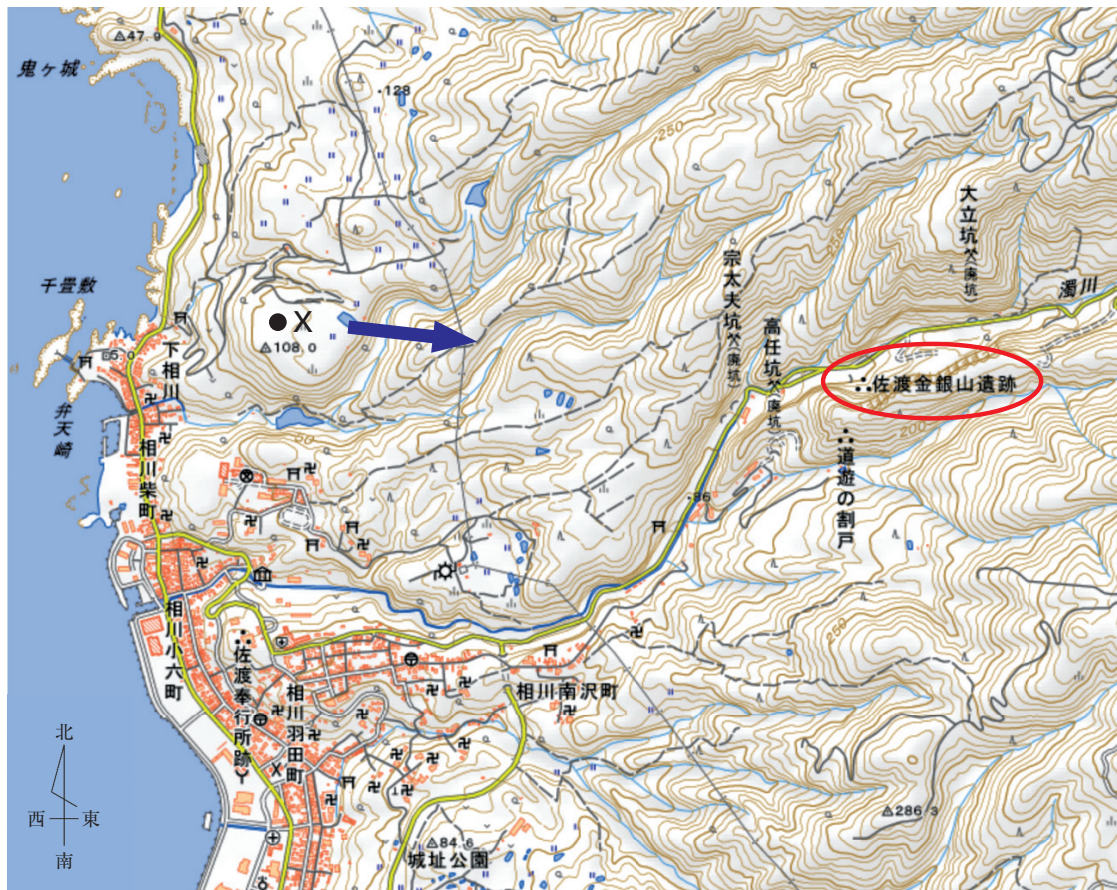 47.9
鬼ヶ城
128
250
大立坑(廃坑)
千畳敷
宗太夫坑(廃坑)
濁川
X
108.0
高任坑(廃坑)
下相川
5.0
佐渡金銀山遺跡
200
弁天崎
50
道遊の割戸
相川柴町
86
相川小六町
250
佐渡奉行所跡
相川羽田町
相川南沢町
北
西
東
南
286.3
84.6
城址公園